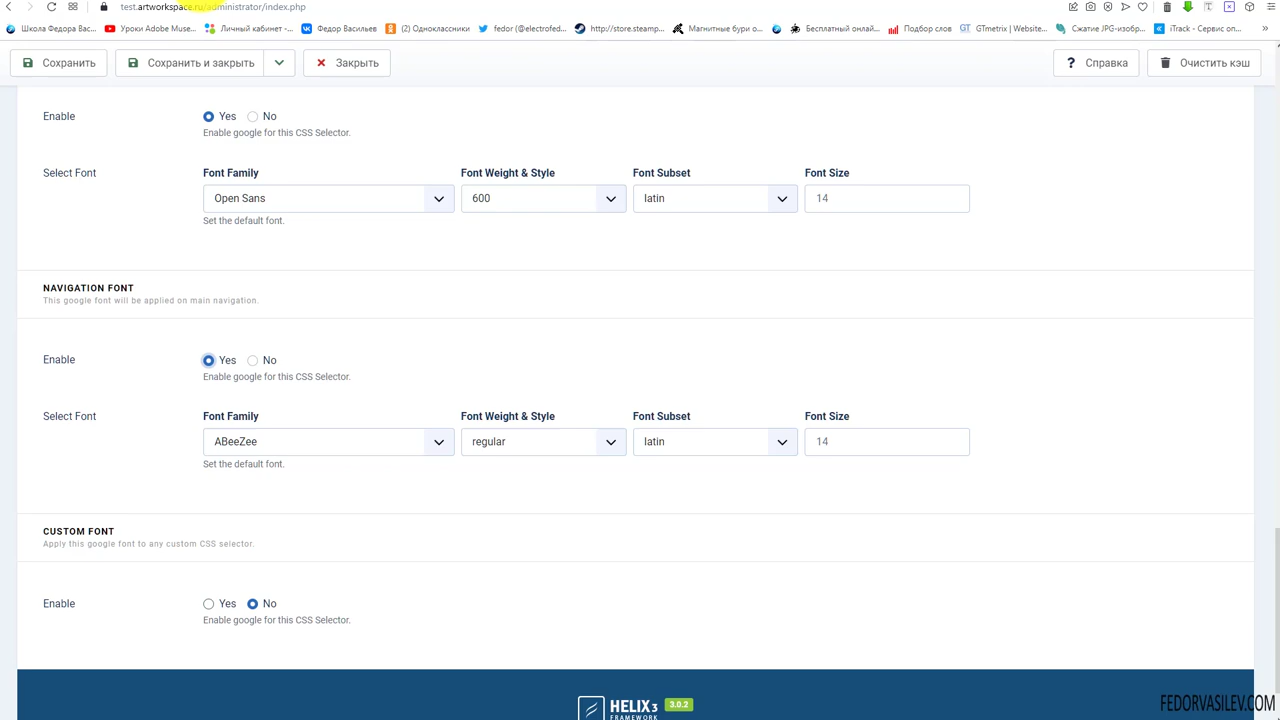 test.artworkspace.ru/administrator/index.php
Школа Федора Вас... Уроки Adobe Muse... Личный кабинет -... Федор Васильев (2) Одноклассники fedor (@electrofed... http://store.steamp... Магнитные бури о... Бесплатный онлай... Подбор слов GTmetrix | Website... Сжатие JPG-изобр... iTrack - Сервис оп... »
Сохранить Сохранить и закрыть Закрыть ? Справка Очистить кэш
Enable Yes No
Enable google for this CSS Selector.
Select Font Font Family Font Weight & Style Font Subset Font Size
Open Sans 600 latin 14
Set the default font.
NAVIGATION FONT
This google font will be applied on main navigation.
Enable Yes No
Enable google for this CSS Selector.
Select Font Font Family Font Weight & Style Font Subset Font Size
ABeeZee regular latin 14
Set the default font.
CUSTOM FONT
Apply this google font to any custom CSS selector.
Enable Yes No
Enable google for this CSS Selector.
HELIX3 3.0.2
FRAMEWORK
FEDORVASILEV.COM